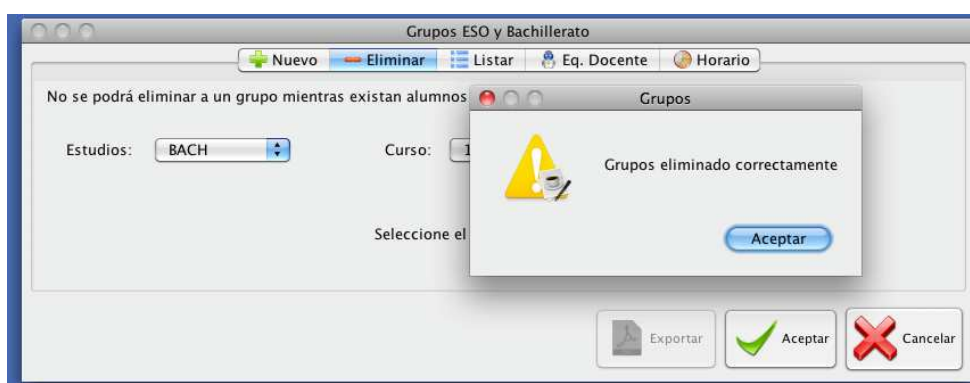 Grupos ESO y Bachillerato
Nuevo Eliminar Listar Eq. Docente Horario
No se podrá eliminar a un grupo mientras existan alumnos
Grupos
Grupos eliminado correctamente
Estudios: BACH Curso: 1
Seleccione el
Aceptar
Exportar Aceptar Cancelar